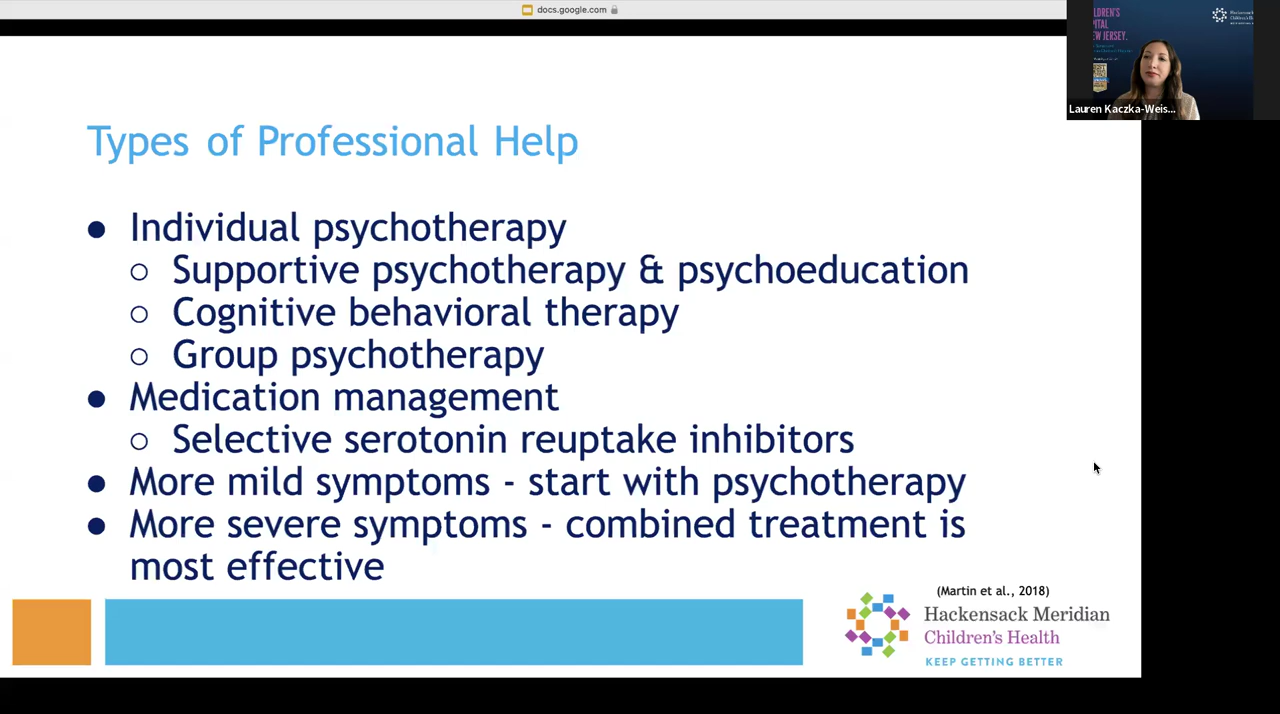 docs.google.com
Types of Professional Help
● Individual psychotherapy
○ Supportive psychotherapy & psychoeducation
○ Cognitive behavioral therapy
○ Group psychotherapy
● Medication management
○ Selective serotonin reuptake inhibitors
● More mild symptoms - start with psychotherapy
● More severe symptoms - combined treatment is
most effective
(Martin et al., 2018)
Hackensack Meridian
Children's Health
KEEP GETTING BETTER
Lauren Kaczka-Weis...